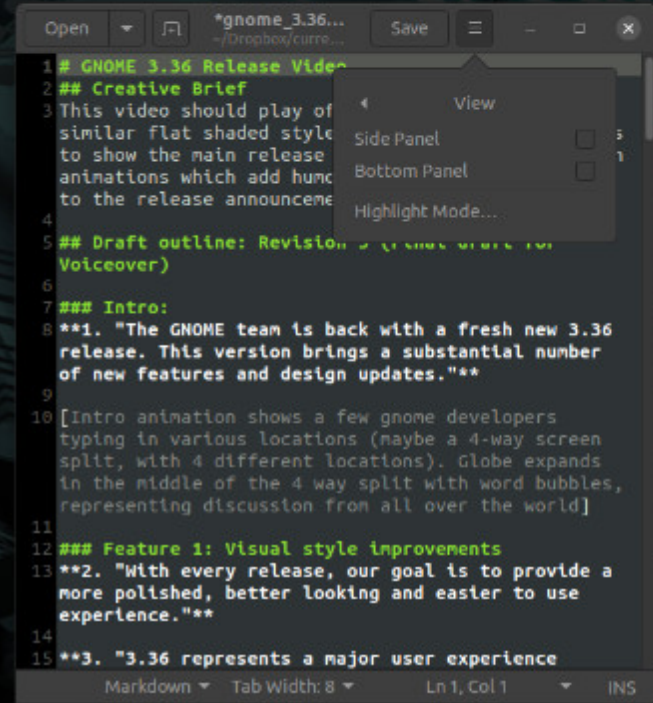 Open
*gnome_3.36...
~/Dropbox/curre...
Save
View
Side Panel
Bottom Panel
Highlight Mode...
1 # GNOME 3.36 Release Video
2 ## Creative Brief
3 This video should play of
similar flat shaded style s
to show the main release n
animations which add humo
to the release announceme
4
5 ## Draft outline: Revision (Final draft for
Voiceover)
6
7 ### Intro:
8 **1. "The GNOME team is back with a fresh new 3.36
release. This version brings a substantial number
of new features and design updates."**
9
10 [Intro animation shows a few gnome developers
typing in various locations (maybe a 4-way screen
split, with 4 different locations). Globe expands
in the middle of the 4 way split with word bubbles,
representing discussion from all over the world]
11
12 ### Feature 1: Visual style improvements
13 **2. "With every release, our goal is to provide a
more polished, better looking and easier to use
experience."**
14
15 **3. "3.36 represents a major user experience
Markdown Tab Width: 8 Ln 1, Col 1 INS